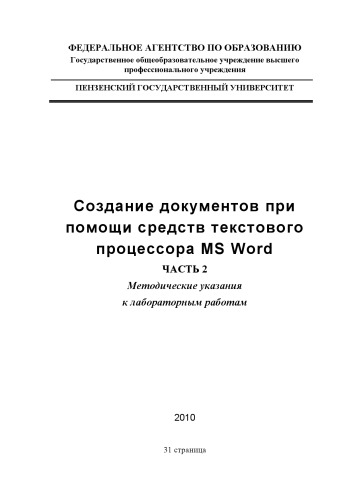 ФЕДЕРАЛЬНОЕ АГЕНТСТВО ПО ОБРАЗОВАНИЮ
Государственное общеобразовательное учреждение высшего
профессионального учреждения
ПЕНЗЕНСКИЙ ГОСУДАРСТВЕННЫЙ УНИВЕРСИТЕТ
Создание документов при
помощи средств текстового
процессора MS Word
ЧАСТЬ 2
Методические указания
к лабораторным работам
2010
31 страница